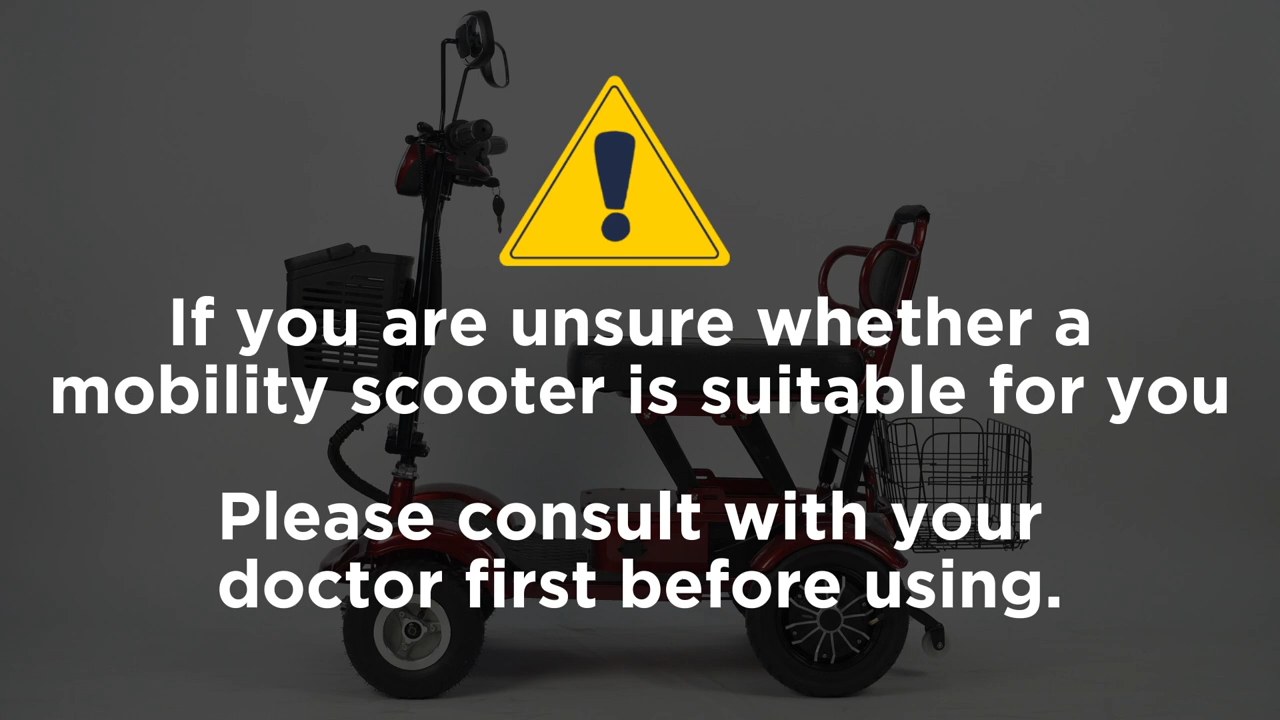 If you are unsure whether a
mobility scooter is suitable for you
Please consult with your
doctor first before using.